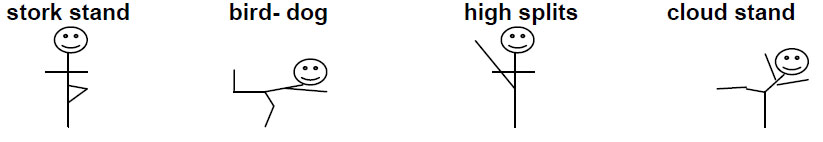 stork stand bird- dog high splits cloud stand